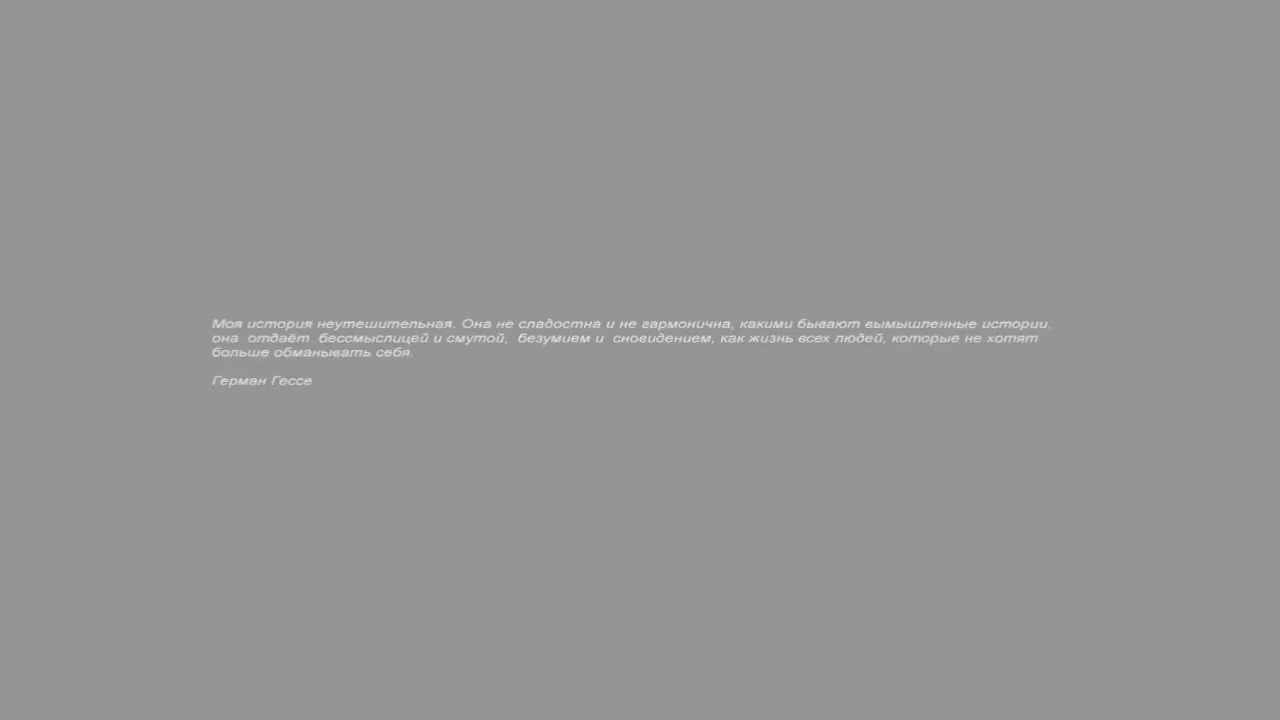 Моя история неутешительная. Она не сладостна и не гармонична, какими бывают вымышленные истории,
она отдаёт бессмыслицей и смутой, безумием и сновидением, как жизнь всех людей, которые не хотят
больше обманывать себя.
Герман Гессе